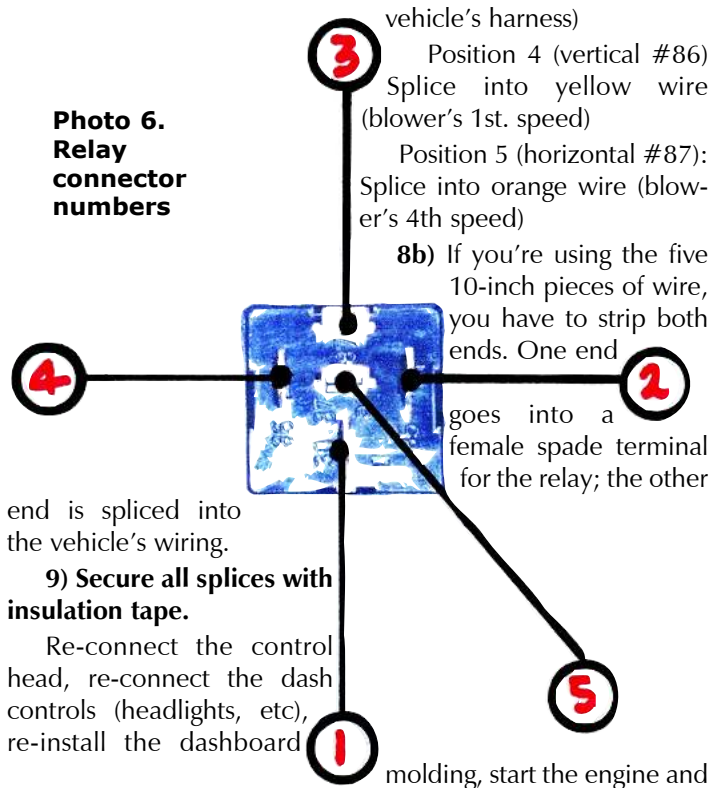 vehicle's harness)
Position 4 (vertical #86)
Splice into yellow wire
(blower's 1st. speed)
Position 5 (horizontal #87):
Splice into orange wire (blow-
er's 4th speed)
8b) If you're using the five
10-inch pieces of wire,
you have to strip both
ends. One end
goes into a
female spade terminal
for the relay; the other
end is spliced into
the vehicle's wiring.
9) Secure all splices with
insulation tape.
Re-connect the control
head, re-connect the dash
controls (headlights, etc),
re-install the dashboard
molding, start the engine and
Photo 6.
Relay
connector
numbers
3
4
2
5
1